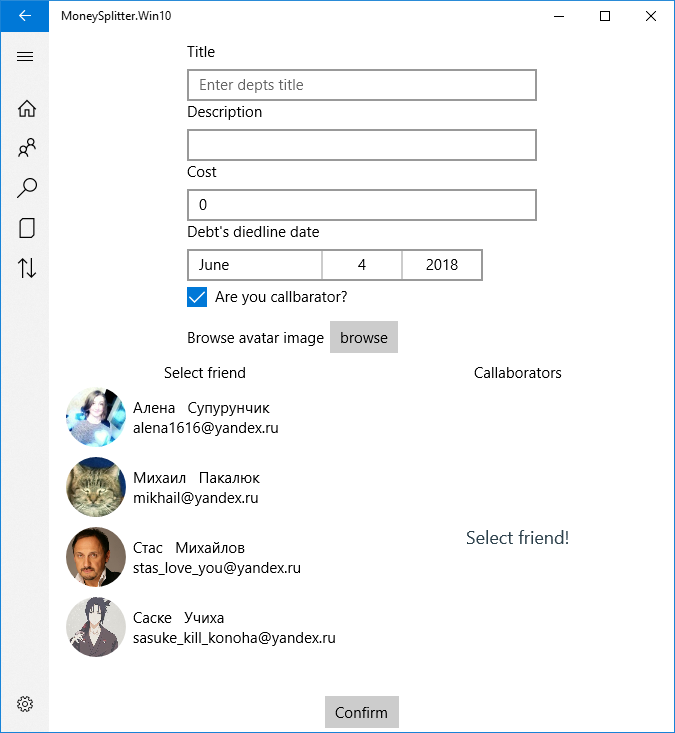 MoneySplitter.Win10
Title
Enter depts title
Description
Cost
0
Debt's diedline date
June 4 2018
Are you callbarator?
Browse avatar image browse
Select friend Callaborators
Алена Супурунчик
alena1616@yandex.ru
Михаил Пакалюк
mikhail@yandex.ru
Select friend!
Стас Михайлов
stas_love_you@yandex.ru
Саске Учиха
sasuke_kill_konoha@yandex.ru
Confirm